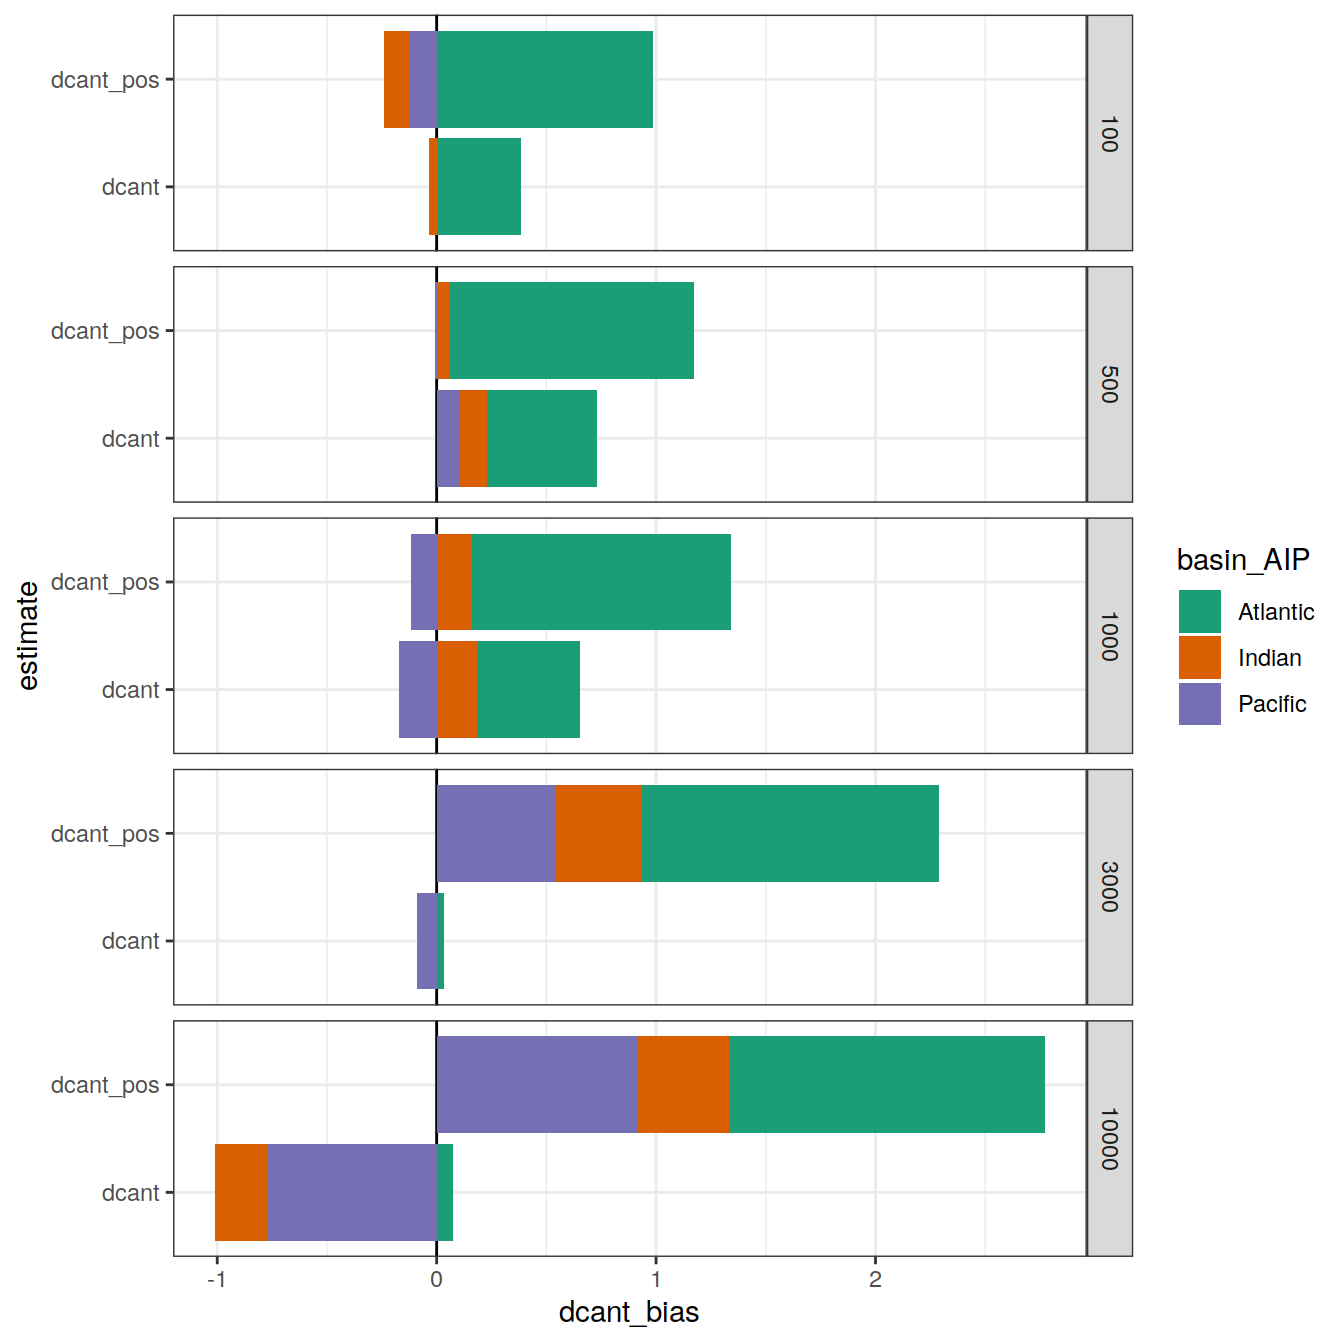 dcant_pos
dcant
100
dcant_pos
dcant
500
dcant_pos
dcant
1000
dcant_pos
dcant
3000
dcant_pos
dcant
10000
-1 0 1 2
dcant_bias
estimate
basin_AIP
Atlantic
Indian
Pacific